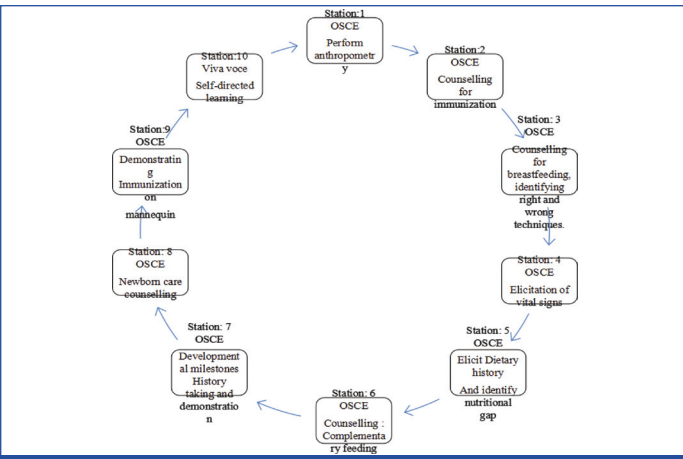 Station:1
OSCE
Perform
anthropometr
y
Station:2
OSCE
Counselling
for
immunization
Station: 3
OSCE
Counselling
for
breastfeeding,
identifying
right and
wrong
techniques.
Station: 4
OSCE
Elicitation of
vital signs
Station: 5
OSCE
Elicit Dietary
history
And identify
nutritional
gap
Station: 6
OSCE
Counselling :
Complementa
ry feeding
Station: 7
OSCE
Development
al milestones
History
taking and
demonstratio
n
Station: 8
OSCE
Newborn care
counselling
Station:9
OSCE
Demonstratin
g
Immunization
on
mannequin
Station:10
Viva voce
Self-directed
learning